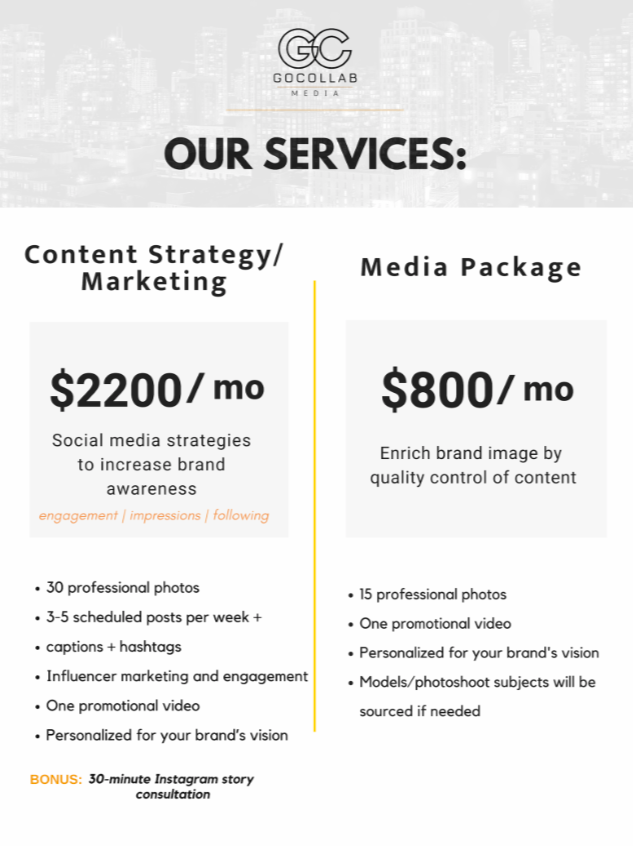 GC
GOCOLLAB
MEDIA
OUR SERVICES:
Content Strategy/
Marketing
$2200/ mo
Social media strategies
to increase brand
awareness
engagement | impressions | following
• 30 professional photos
• 3-5 scheduled posts per week +
• captions + hashtags
• Influencer marketing and engagement
• One promotional video
• Personalized for your brand's vision
BONUS: 30-minute Instagram story
consultation
Media Package
$800/ mo
Enrich brand image by
quality control of content
• 15 professional photos
• One promotional video
• Personalized for your brand's vision
• Models/photoshoot subjects will be
sourced if needed